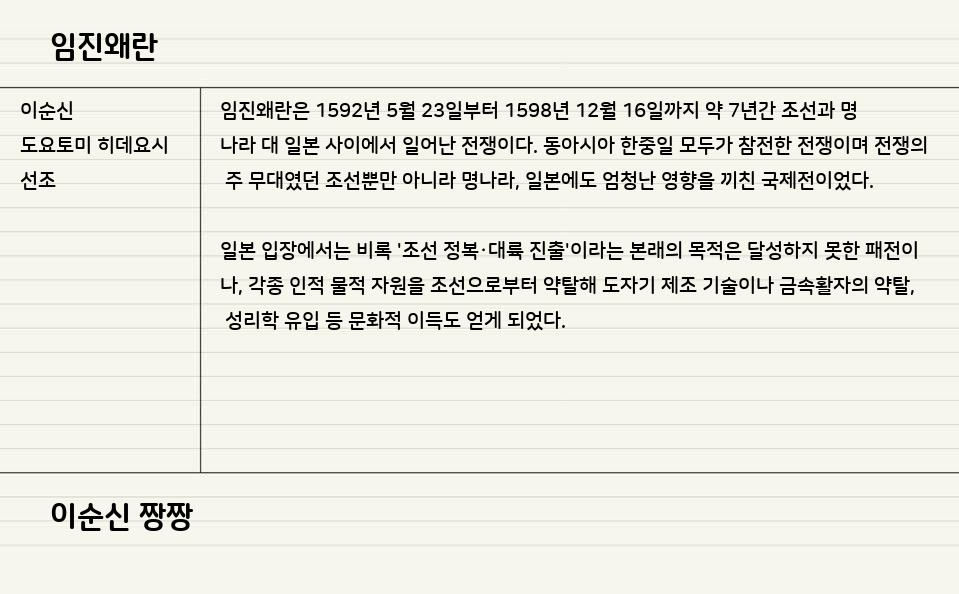 임진왜란
이순신
도요토미 히데요시
선조
임진왜란은 1592년 5월 23일부터 1598년 12월 16일까지 약 7년간 조선과 명
나라 대 일본 사이에서 일어난 전쟁이다. 동아시아 한중일 모두가 참전한 전쟁이며 전쟁의
주 무대였던 조선뿐만 아니라 명나라, 일본에도 엄청난 영향을 끼친 국제전이었다.
일본 입장에서는 비록 '조선 정복·대륙 진출'이라는 본래의 목적은 달성하지 못한 패전이
나, 각종 인적 물적 자원을 조선으로부터 약탈해 도자기 제조 기술이나 금속활자의 약탈,
성리학 유입 등 문화적 이득도 얻게 되었다.
이순신 짱짱